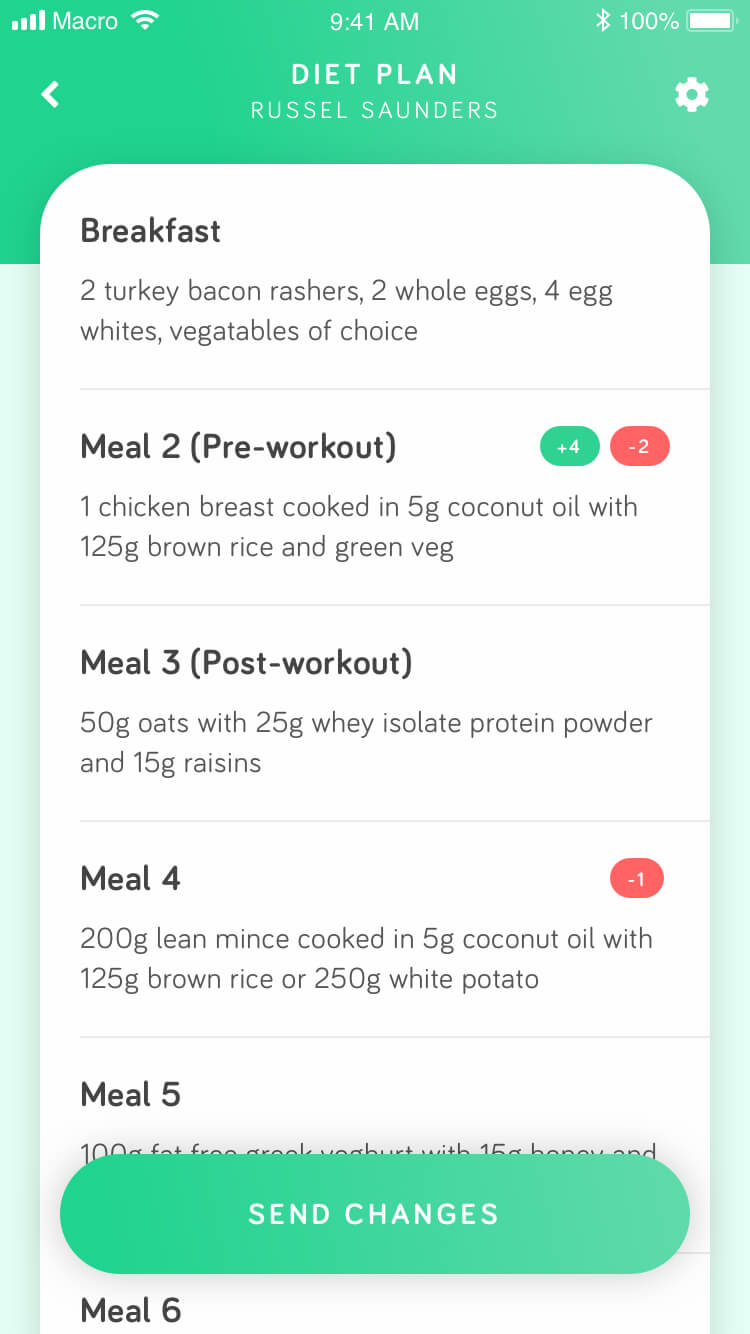 Macro 9:41 AM 100%
DIET PLAN
RUSSEL SAUNDERS
Breakfast
2 turkey bacon rashers, 2 whole eggs, 4 egg
whites, vegatables of choice
Meal 2 (Pre-workout) +4 -2
1 chicken breast cooked in 5g coconut oil with
125g brown rice and green veg
Meal 3 (Post-workout)
50g oats with 25g whey isolate protein powder
and 15g raisins
Meal 4 -1
200g lean mince cooked in 5g coconut oil with
125g brown rice or 250g white potato
Meal 5
100g fat free greek yoghurt with 15g honey and
SEND CHANGES
Meal 6